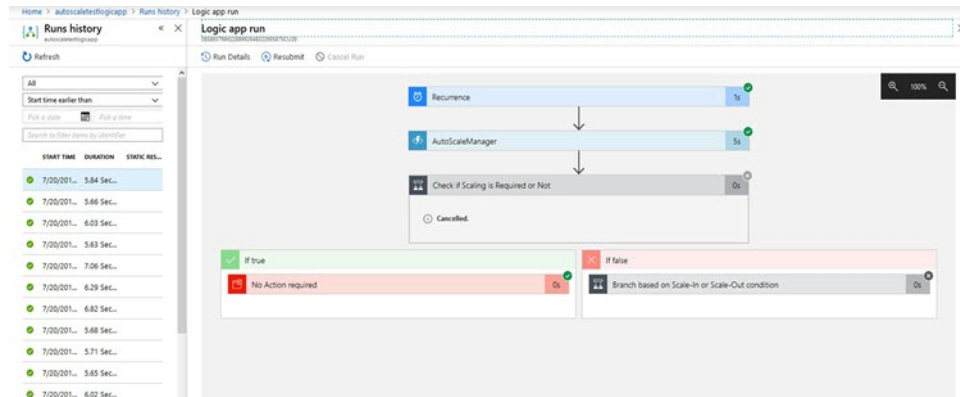 Home > autoscaletestlogicapp > Runs history > Logic app run
Runs history
autoscaletestlogicapp
Refresh
All
Start time earlier than
Pick a date Pick a time
Search to filter items by identifier
START TIME DURATION STATIC RES...
7/20/201... 5.84 Sec...
7/20/201... 5.66 Sec...
7/20/201... 6.03 Sec...
7/20/201... 5.63 Sec...
7/20/201... 7.06 Sec...
7/20/201... 6.29 Sec...
7/20/201... 6.82 Sec...
7/20/201... 5.68 Sec...
7/20/201... 5.71 Sec...
7/20/201... 5.65 Sec...
7/20/201... 6.02 Sec...
Logic app run
Run Details Resubmit Cancel Run
100%
Recurrence 1s
AutoScaleManager 5s
Check if Scaling is Required or Not 0s
Cancelled.
If true
No Action required 0s
If false
Branch based on Scale-In or Scale-Out condition 0s